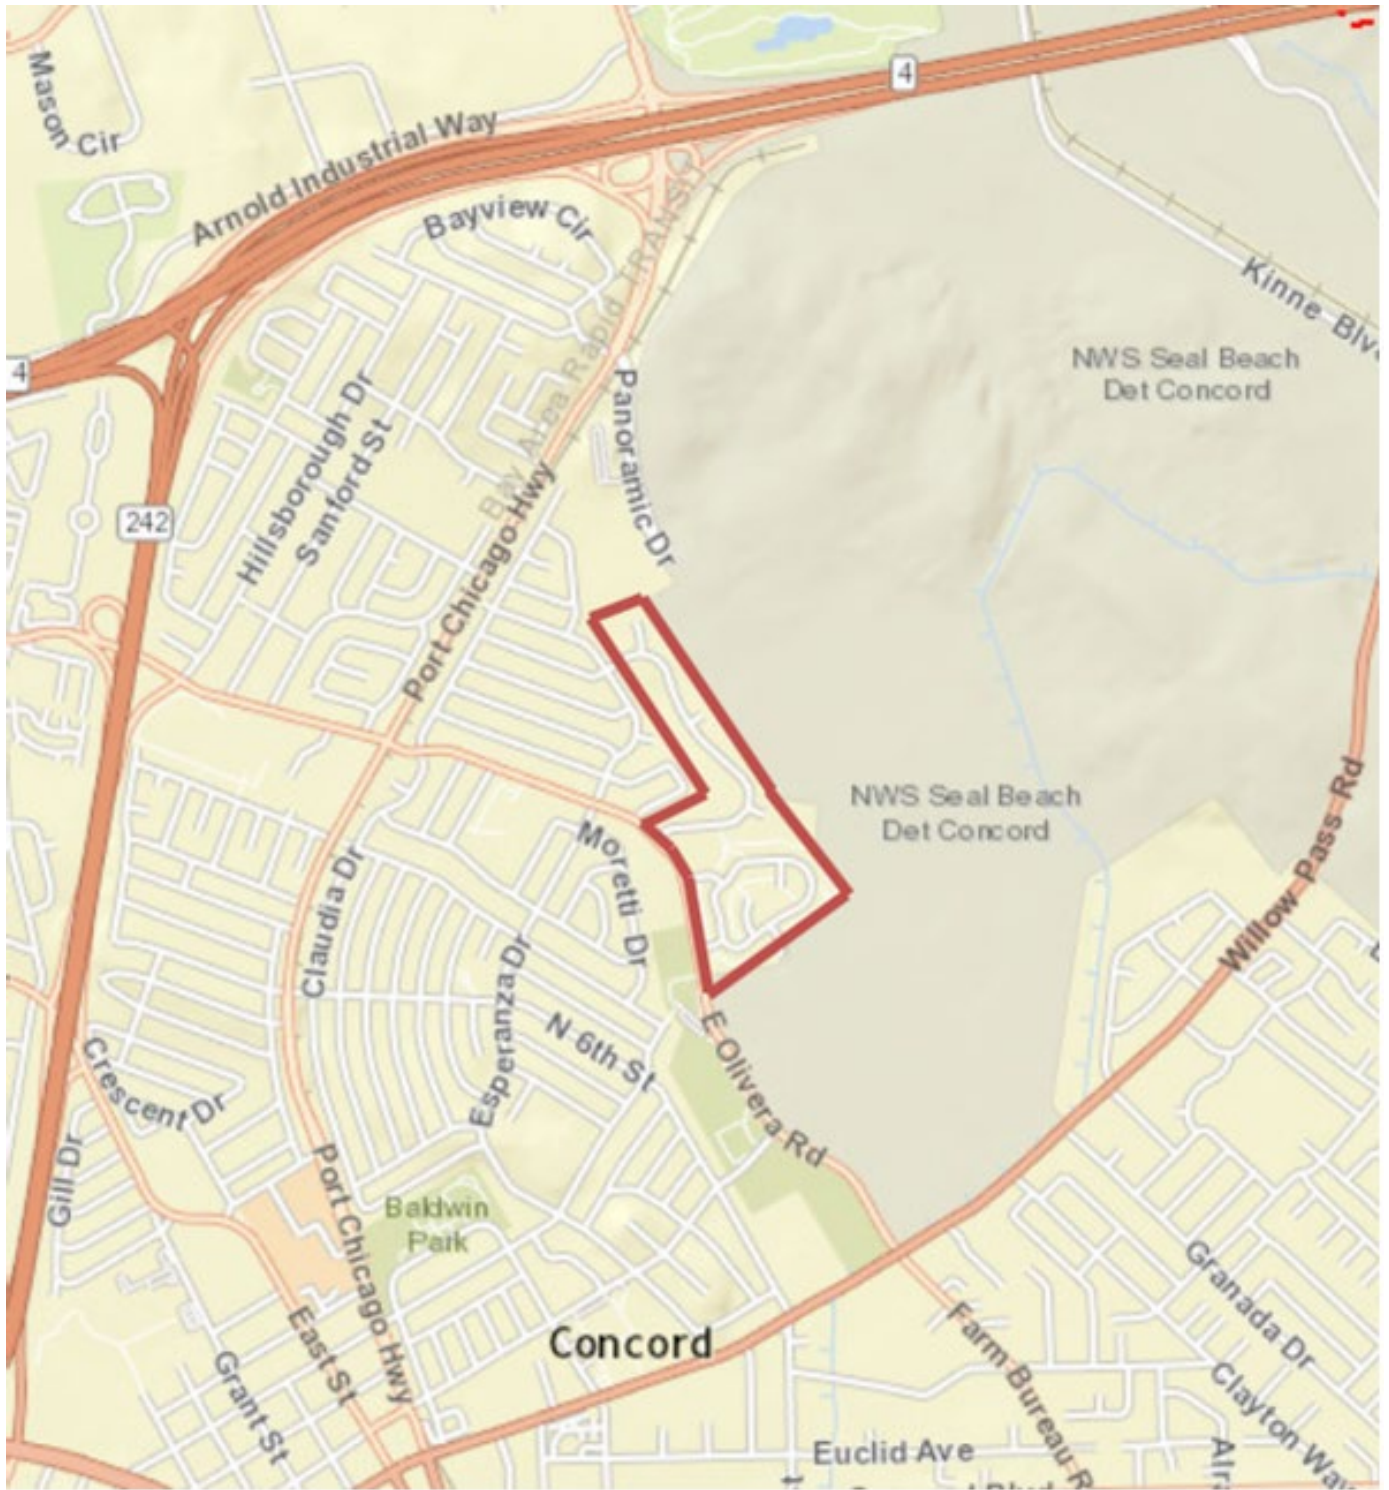 4
Mason Cir
Arnold Industrial Way
Bayview Cir
Kinne Blv
NWS Seal Beach
Det Concord
4
Bay Area Rapid TRANSIT
Panoramic Dr
Hillsborough Dr
Sanford St
242
Port Chicago Hwy
NWS Seal Beach
Det Concord
Willow Pass Rd
Moretti Dr
Claudia Dr
Esperanza Dr
N 6th St
E Olivera Rd
Crescent Dr
Gill Dr
Port Chicago Hwy
Baldwin
Park
Granada Dr
East St
Concord
Farm Bureau R
Grant St
Clayton Way
Euclid Ave
Alra